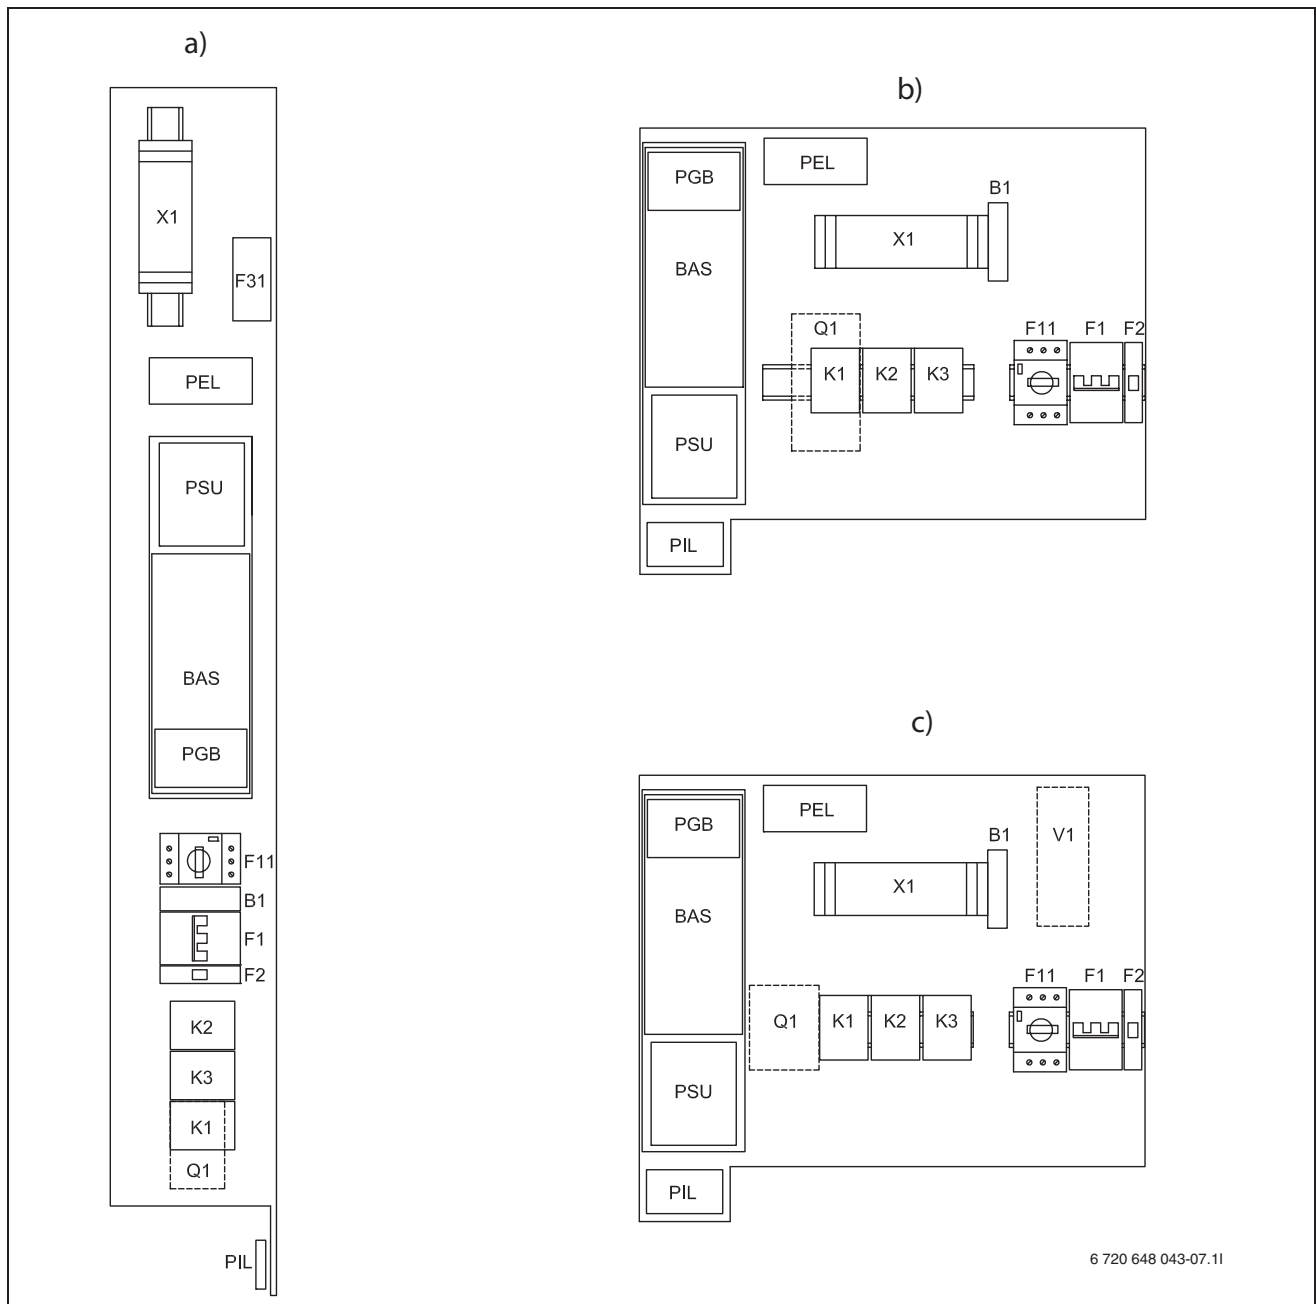 a)
X1
F31
PEL
PSU
BAS
PGB
F11
B1
F1
F2
K2
K3
K1
Q1
PIL
b)
PGB
PEL
B1
X1
BAS
Q1
F11 F1 F2
K1 K2 K3
PSU
PIL
c)
PGB
PEL
B1
V1
X1
BAS
F11 F1 F2
Q1 K1 K2 K3
PSU
PIL
6 720 648 043-07.1I